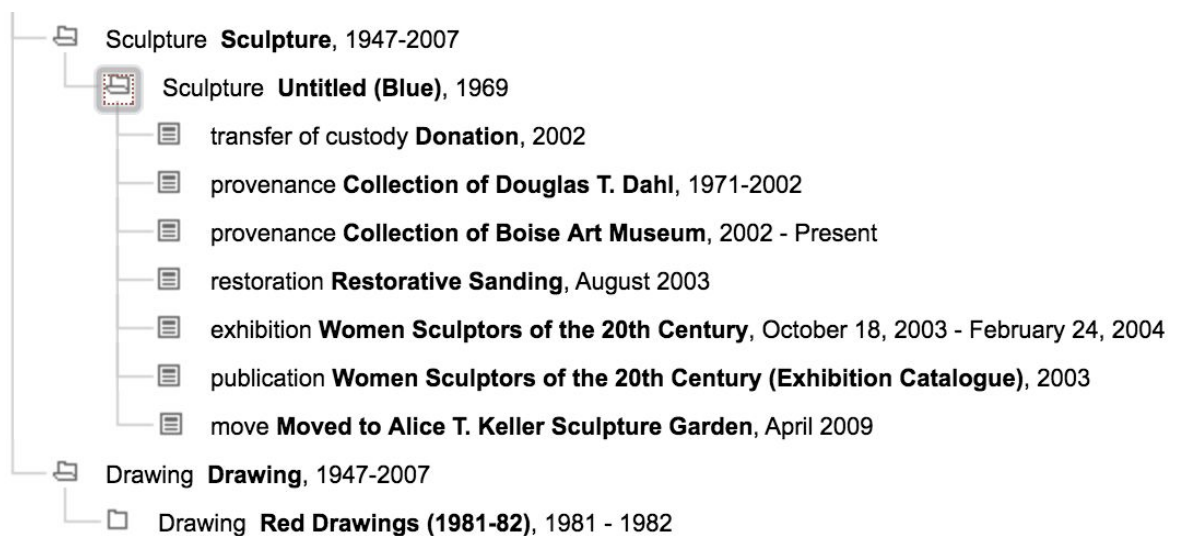 Sculpture Sculpture, 1947-2007
Sculpture Untitled (Blue), 1969
transfer of custody Donation, 2002
provenance Collection of Douglas T. Dahl, 1971-2002
provenance Collection of Boise Art Museum, 2002 - Present
restoration Restorative Sanding, August 2003
exhibition Women Sculptors of the 20th Century, October 18, 2003 - February 24, 2004
publication Women Sculptors of the 20th Century (Exhibition Catalogue), 2003
move Moved to Alice T. Keller Sculpture Garden, April 2009
Drawing Drawing, 1947-2007
Drawing Red Drawings (1981-82), 1981 - 1982